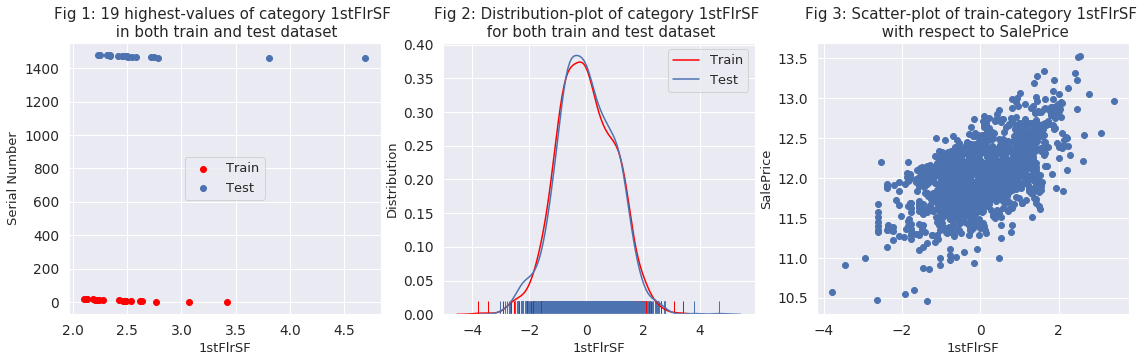 Fig 1: 19 highest-values of category 1stFlrSF
in both train and test dataset
1400
1200
1000
800
600
400
200
0
Serial Number
Train
Test
2.0 2.5 3.0 3.5 4.0 4.5
1stFlrSF
Fig 2: Distribution-plot of category 1stFlrSF
for both train and test dataset
0.40
0.35
0.30
0.25
0.20
0.15
0.10
0.05
0.00
Distribution
Train
Test
−4 −2 0 2 4
1stFlrSF
Fig 3: Scatter-plot of train-category 1stFlrSF
with respect to SalePrice
13.5
13.0
12.5
12.0
11.5
11.0
10.5
SalePrice
−4 −2 0 2
1stFlrSF